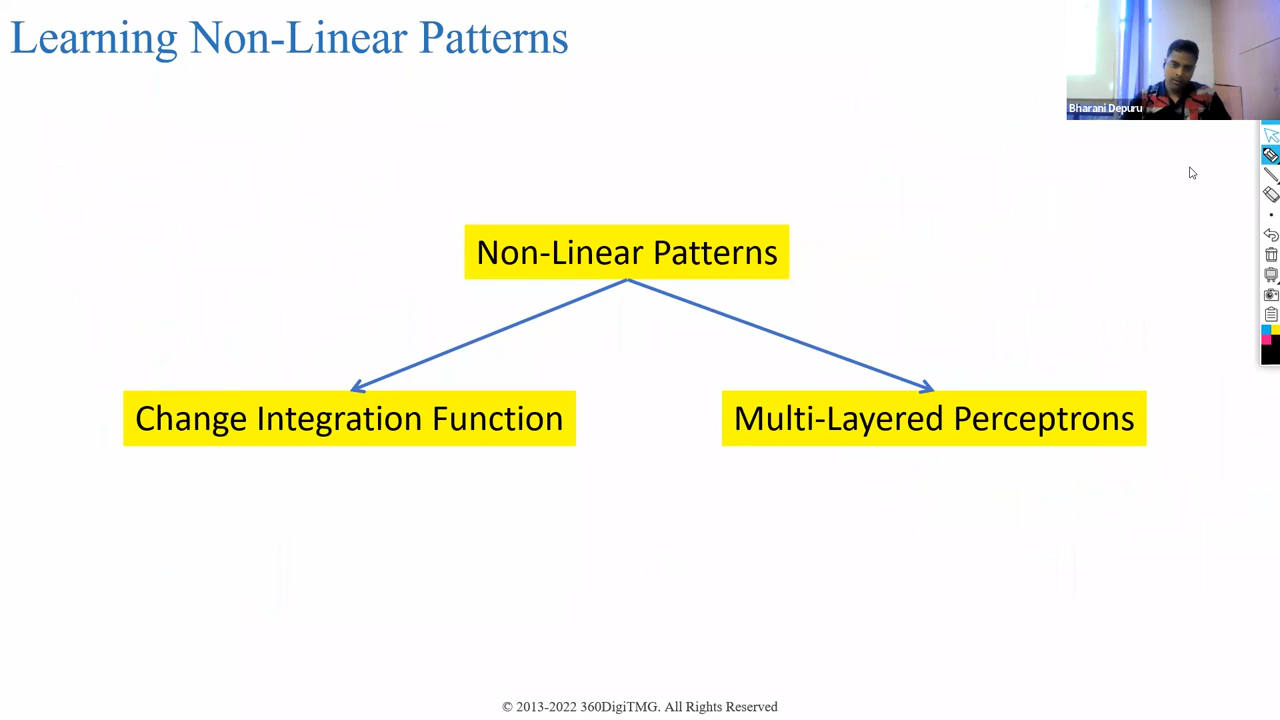 Learning Non-Linear Patterns
Bharani Depuru
Non-Linear Patterns
Change Integration Function
Multi-Layered Perceptrons
© 2013-2022 360DigiTMG. All Rights Reserved